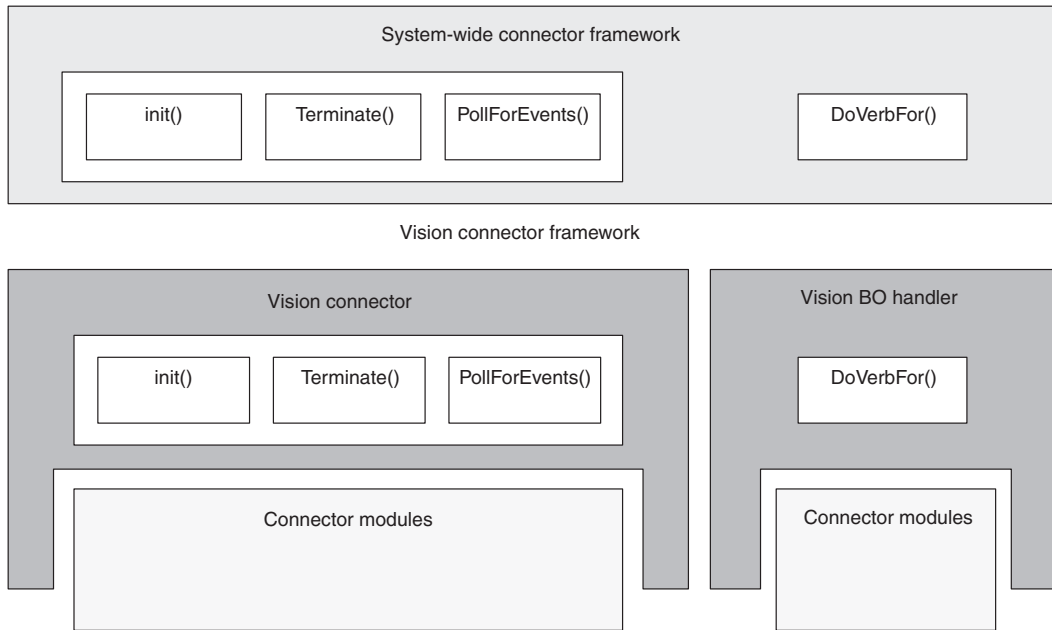 System-wide connector framework
init()
Terminate()
PollForEvents()
DoVerbFor()
Vision connector framework
Vision connector
Vision BO handler
init()
Terminate()
PollForEvents()
DoVerbFor()
Connector modules
Connector modules